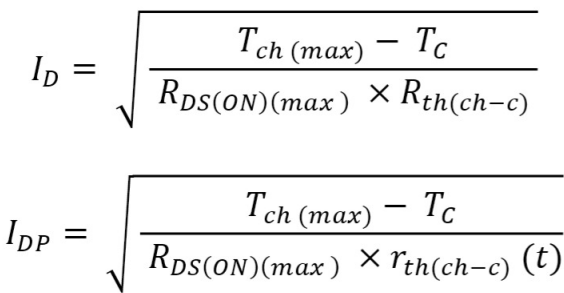 I_D = √((T_ch (max) − T_C) / (R_DS(ON)(max) × R_th(ch−c)))
I_DP = √((T_ch (max) − T_C) / (R_DS(ON)(max) × r_th(ch−c) (t)))